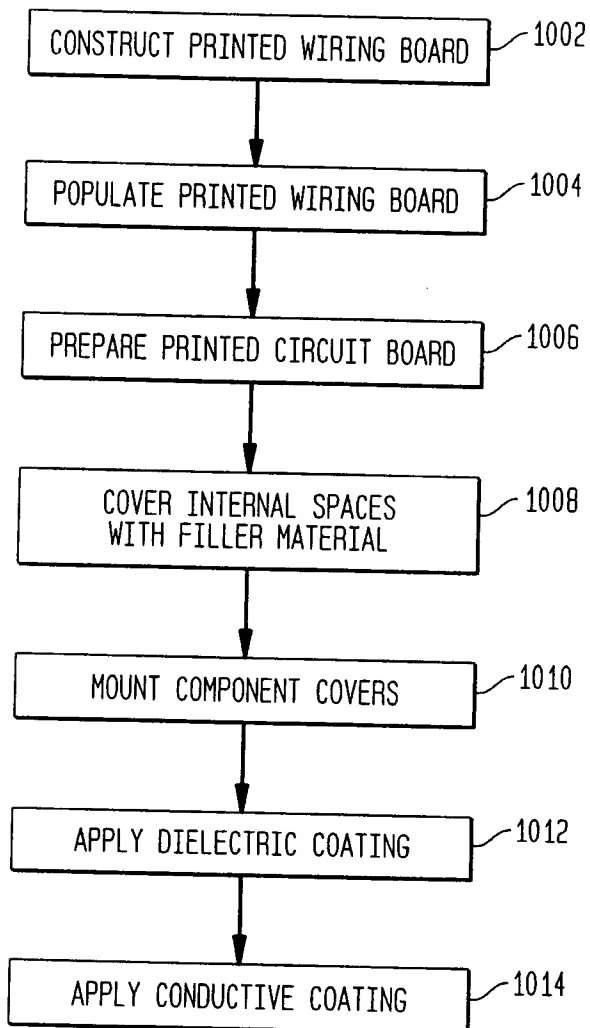 CONSTRUCT PRINTED WIRING BOARD 1002
POPULATE PRINTED WIRING BOARD 1004
PREPARE PRINTED CIRCUIT BOARD 1006
COVER INTERNAL SPACES 1008
WITH FILLER MATERIAL
MOUNT COMPONENT COVERS 1010
APPLY DIELECTRIC COATING 1012
APPLY CONDUCTIVE COATING 1014